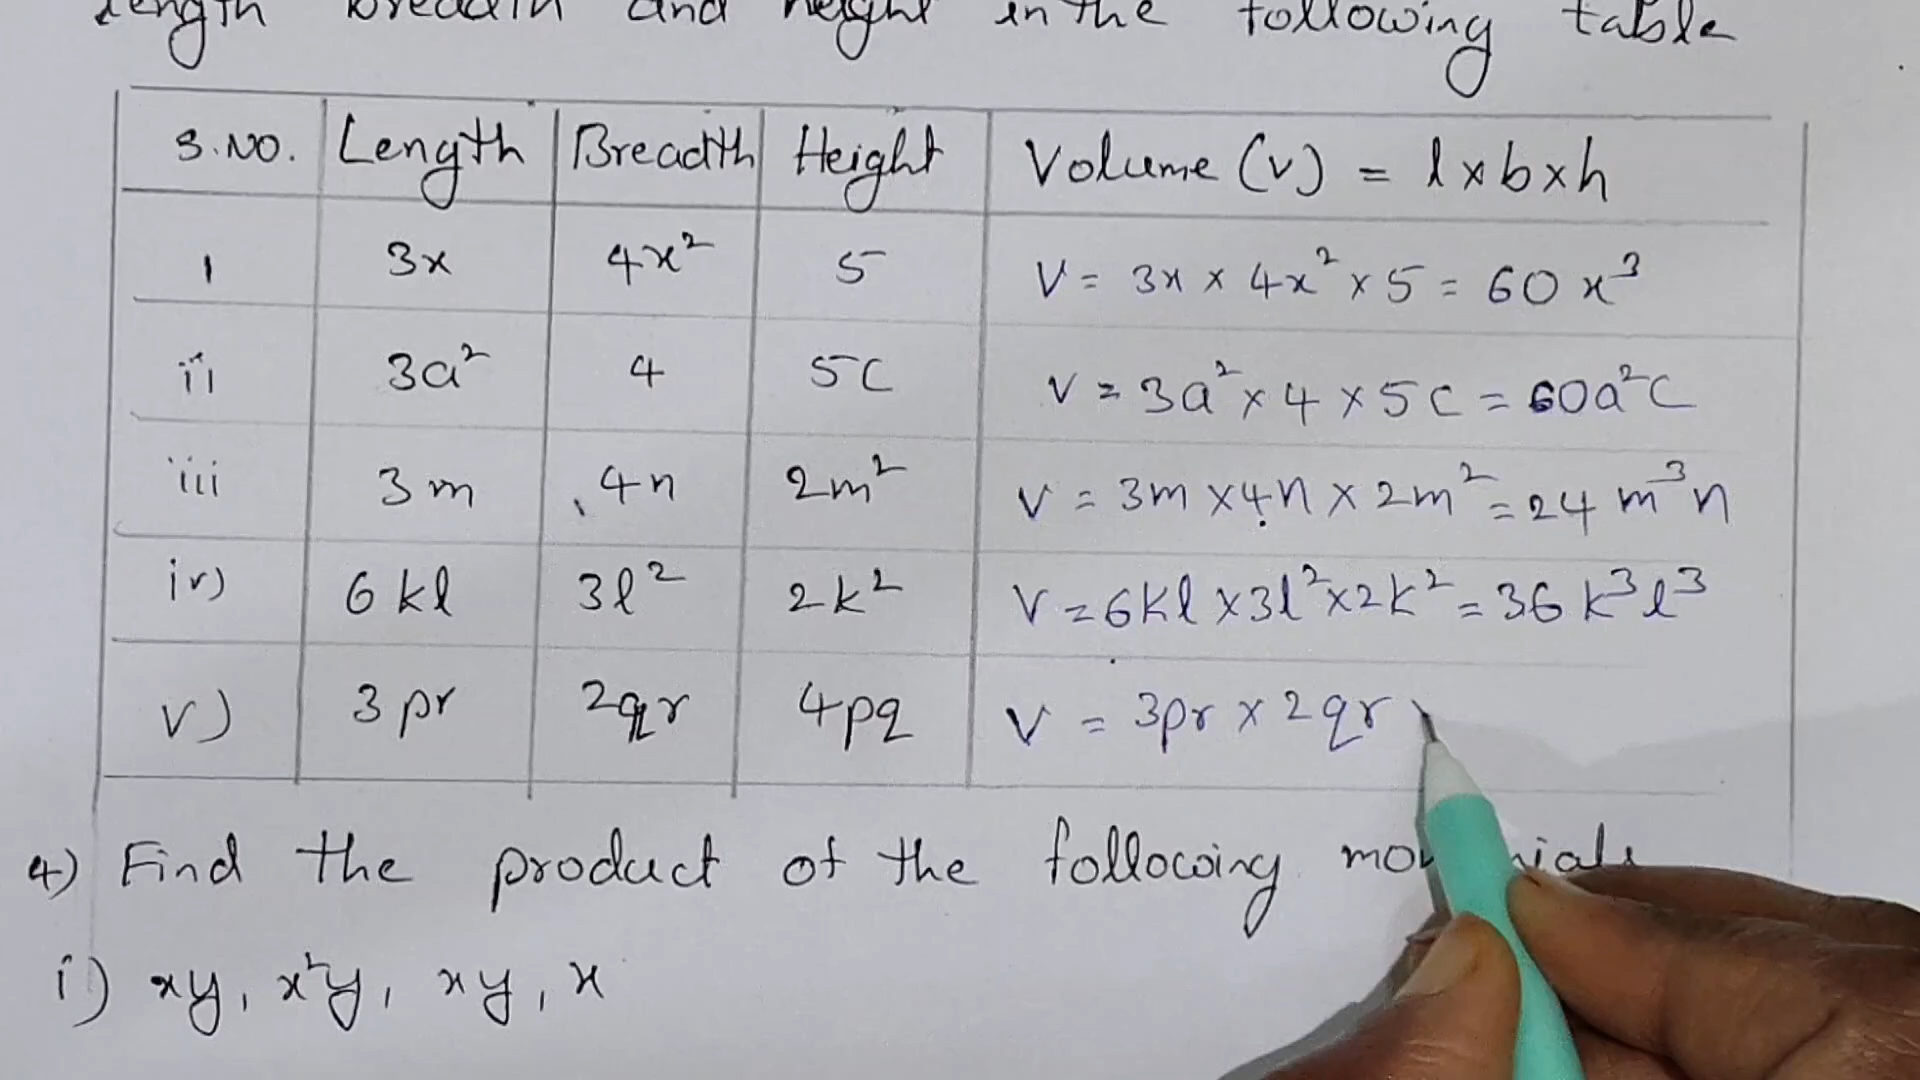 length breadth and height in the following table
S.NO. Length Breadth Height Volume (V) = l×b×h
i 3x 4x² 5 V = 3x × 4x² × 5 = 60 x³
ii 3a² 4 5C V = 3a² × 4 × 5C = 60a²C
iii 3m 4n 2m² V = 3m × 4n × 2m² = 24 m³n
iv) 6kl 3l² 2k² V = 6kl × 3l² × 2k² = 36 k³l³
v) 3pr 2qr 4pq V = 3pr × 2qr
4) Find the product of the following
i) xy, x²y, xy, x